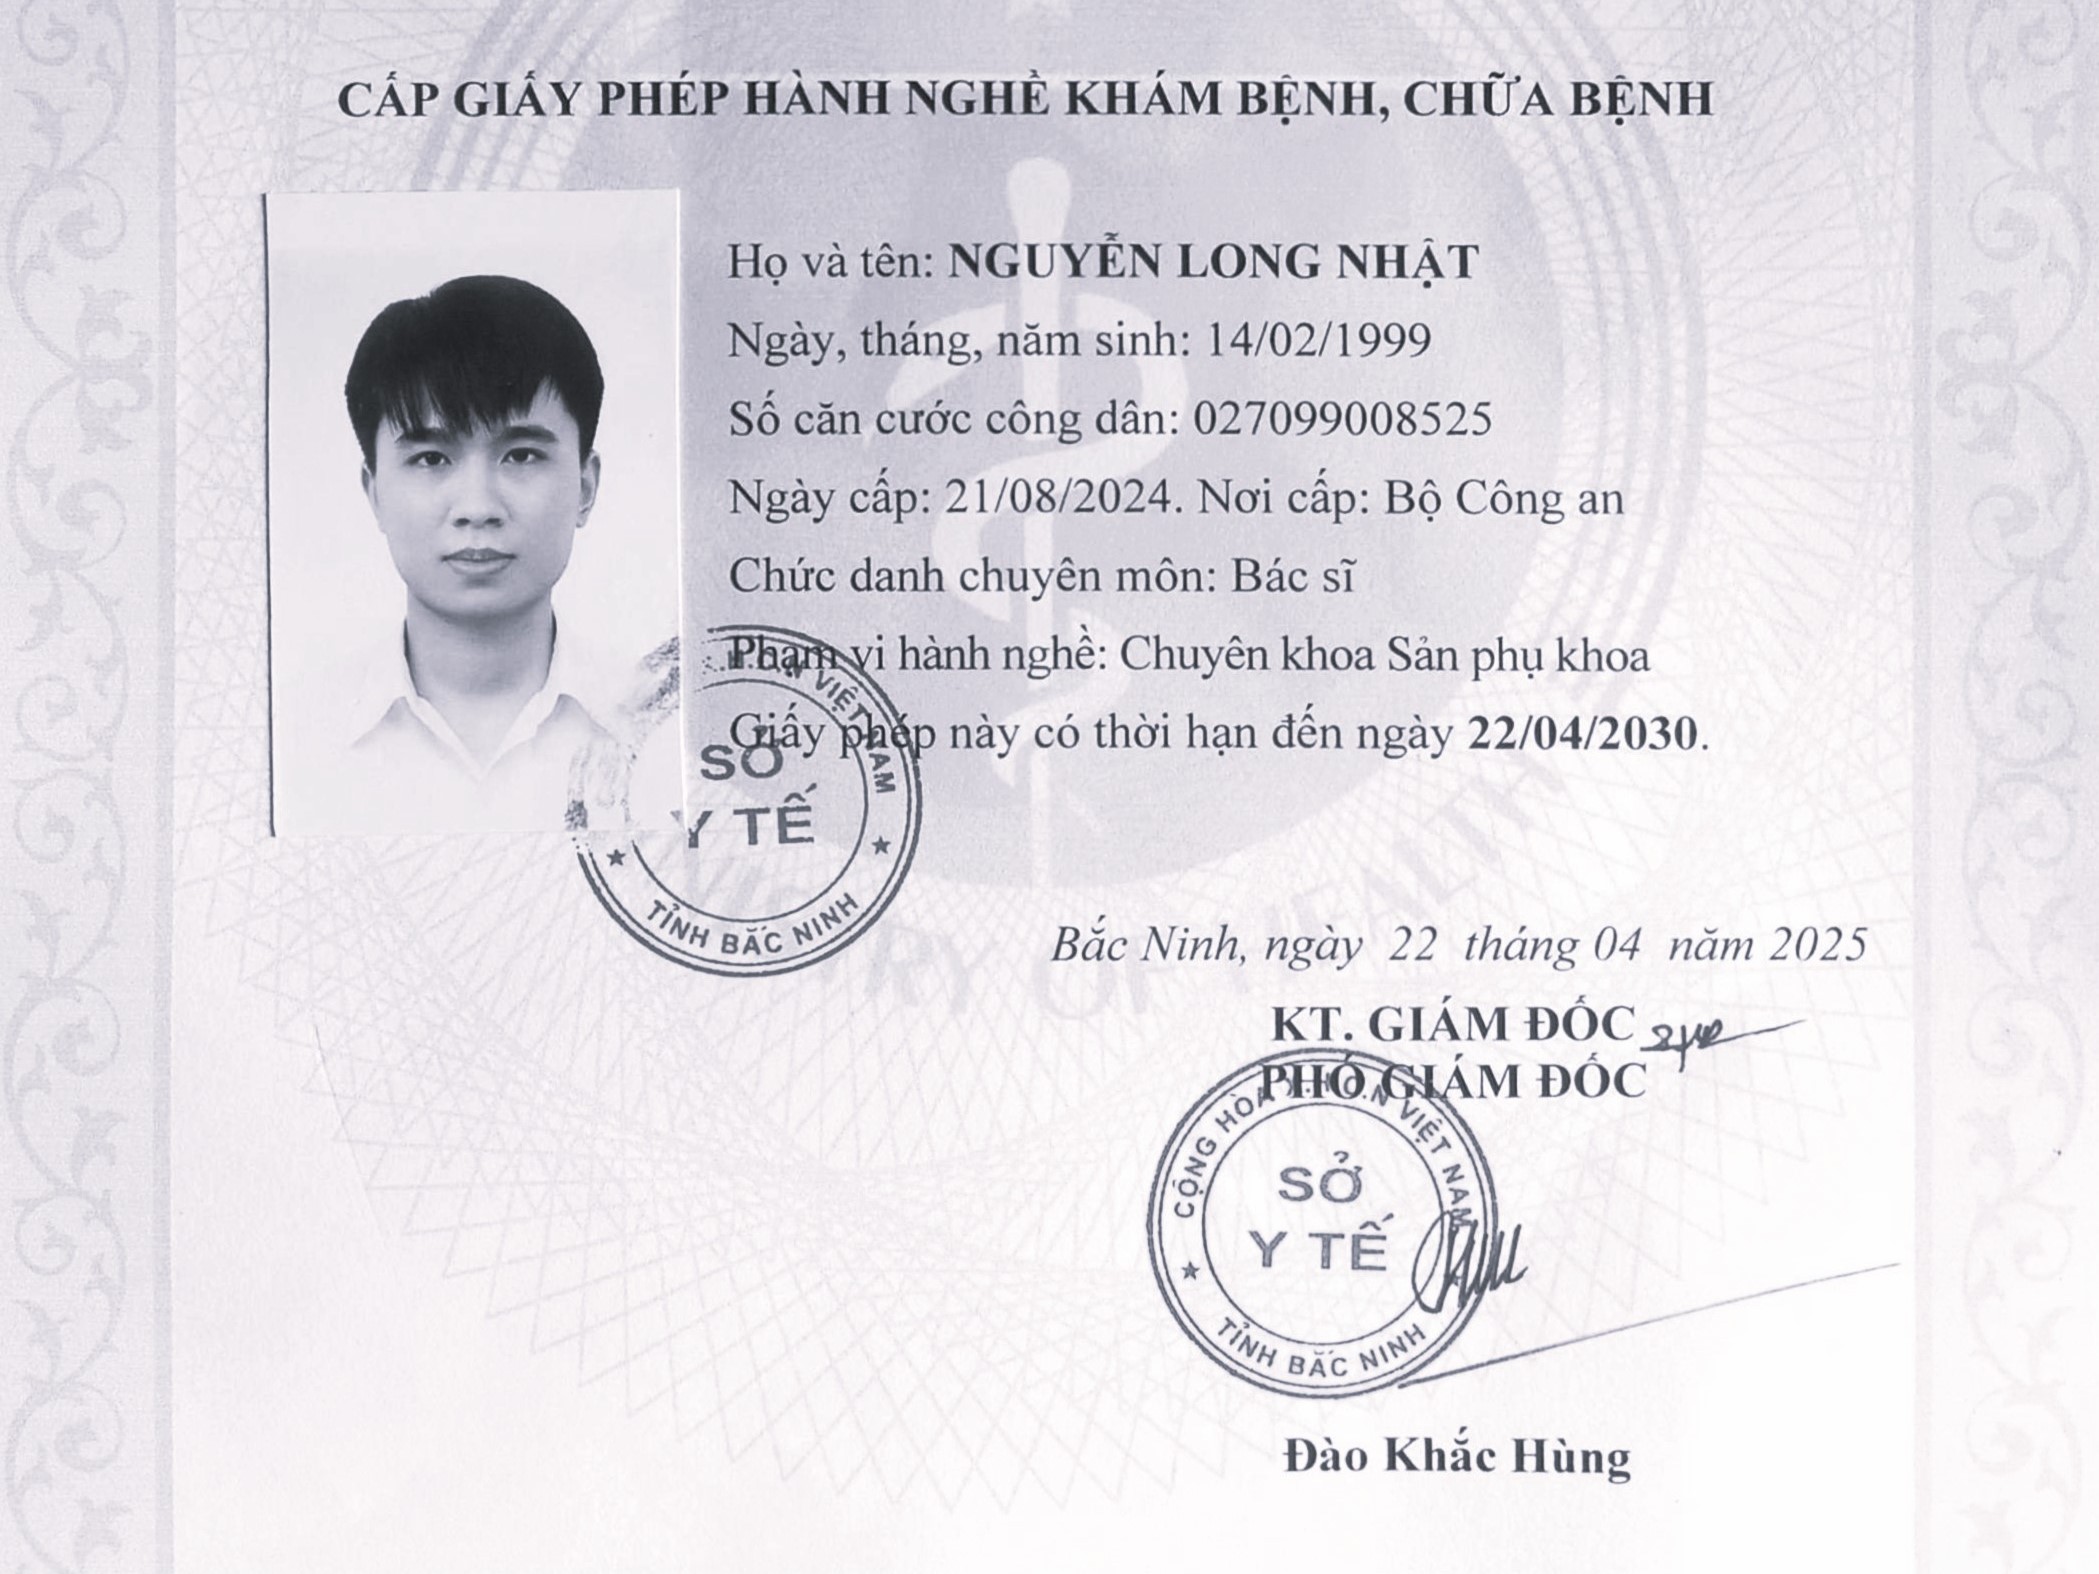 CẤP GIẤY PHÉP HÀNH NGHỀ KHÁM BỆNH, CHỮA BỆNH
Họ và tên: NGUYỄN LONG NHẬT
Ngày, tháng, năm sinh: 14/02/1999
Số căn cước công dân: 027099008525
Ngày cấp: 21/08/2024. Nơi cấp: Bộ Công an
Chức danh chuyên môn: Bác sĩ
Phạm vi hành nghề: Chuyên khoa Sản phụ khoa
Giấy phép này có thời hạn đến ngày 22/04/2030.
VIỆT NAM
SỞ
Y TẾ
TỈNH BẮC NINH
OF HEALTH
Bắc Ninh, ngày 22 tháng 04 năm 2025
KT. GIÁM ĐỐC
PHÓ GIÁM ĐỐC
CỘNG HÒA X.H.C.N VIỆT NAM
SỞ
Y TẾ
TỈNH BẮC NINH
Đào Khắc Hùng